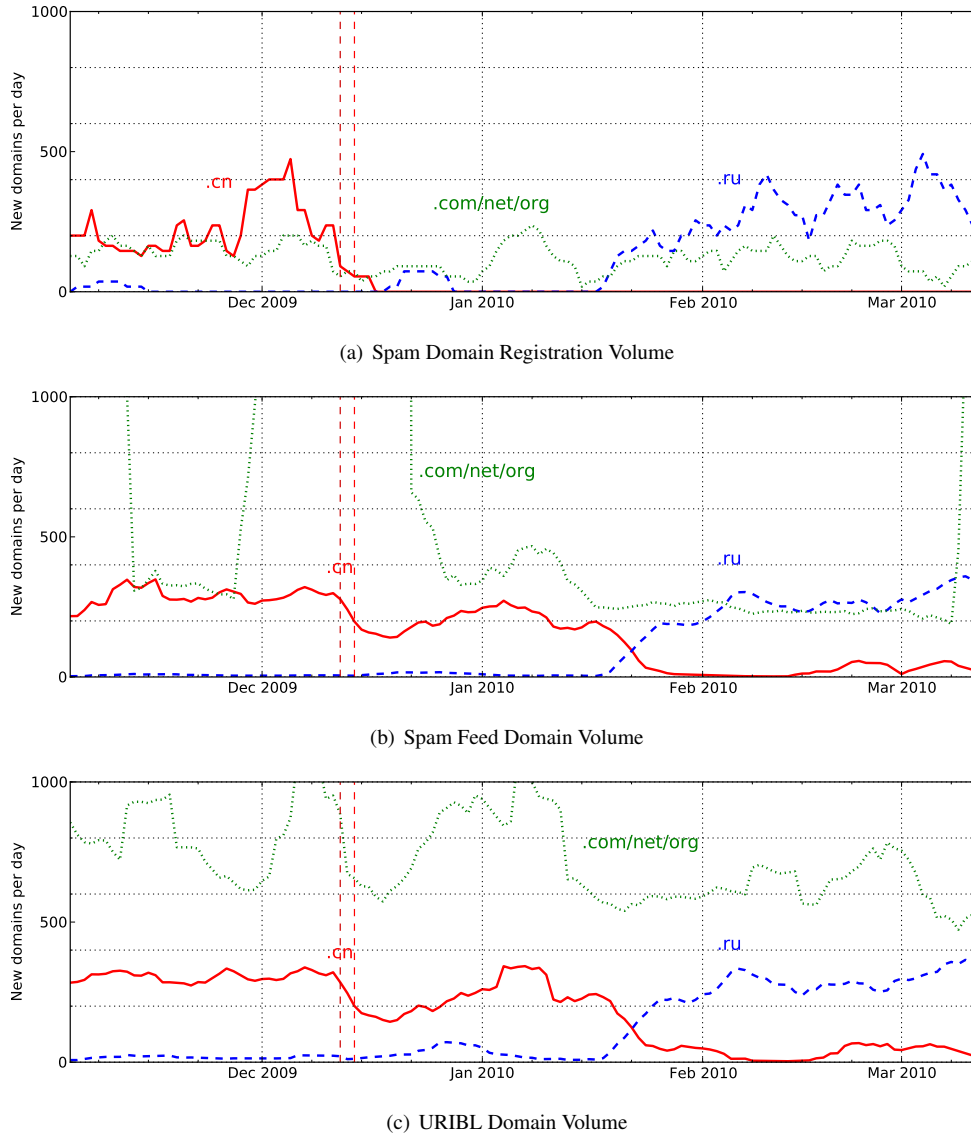 1000
500
0
New domains per day
.cn
.com/net/org
.ru
Dec 2009 Jan 2010 Feb 2010 Mar 2010
(a) Spam Domain Registration Volume
1000
500
0
New domains per day
.com/net/org
.cn
.ru
Dec 2009 Jan 2010 Feb 2010 Mar 2010
(b) Spam Feed Domain Volume
1000
500
0
New domains per day
.com/net/org
.cn
.ru
Dec 2009 Jan 2010 Feb 2010 Mar 2010
(c) URIBL Domain Volume